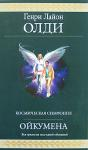 Генри Лайон
ОЛДИ
КОСМИЧЕСКАЯ СИМФОНИЯ
ОЙКУМЕНА